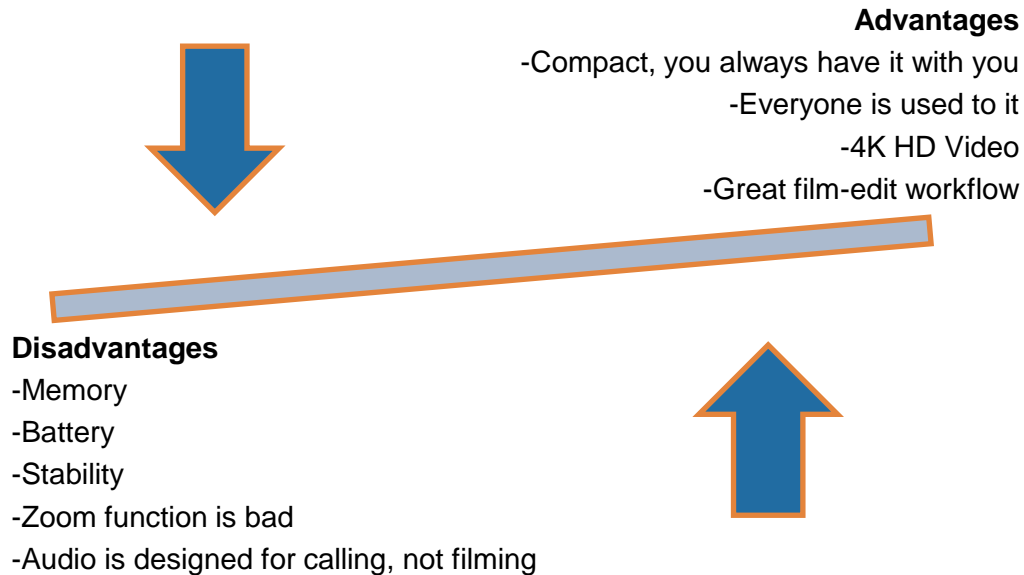 Advantages
-Compact, you always have it with you
-Everyone is used to it
-4K HD Video
-Great film-edit workflow
Disadvantages
-Memory
-Battery
-Stability
-Zoom function is bad
-Audio is designed for calling, not filming